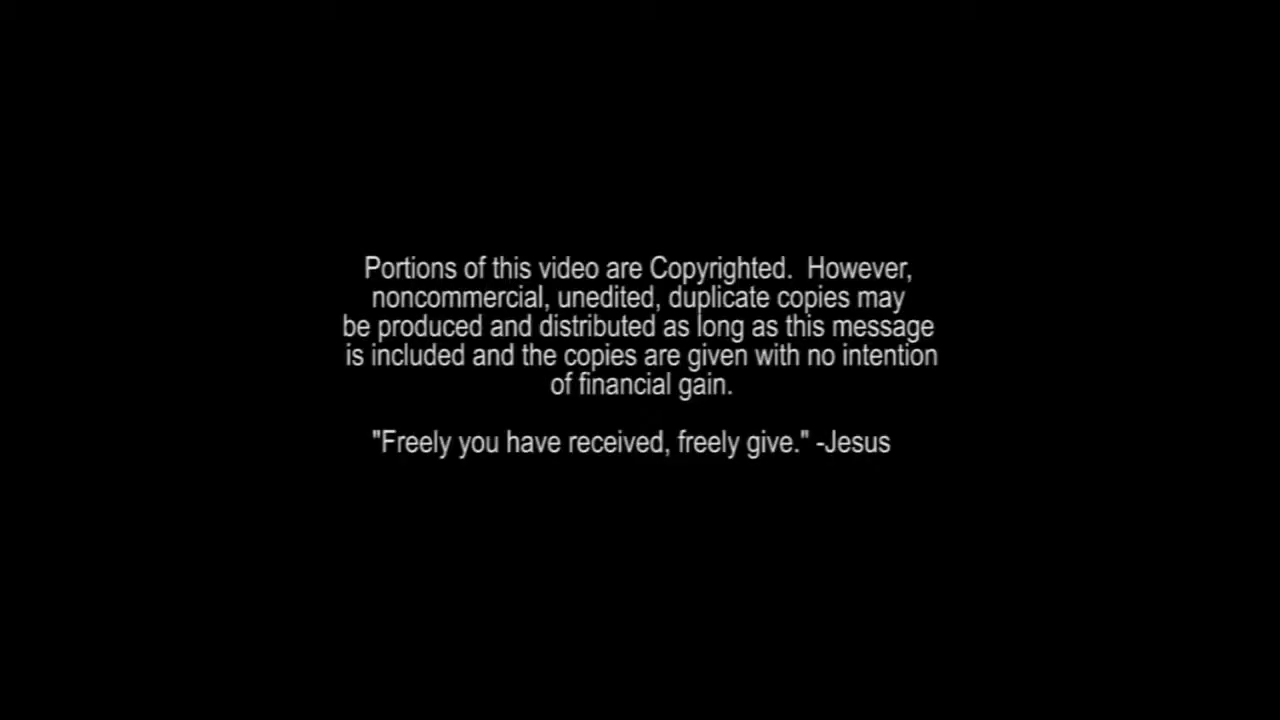 Portions of this video are Copyrighted.  However,
noncommercial, unedited, duplicate copies may
be produced and distributed as long as this message
is included and the copies are given with no intention
of financial gain.
"Freely you have received, freely give." -Jesus